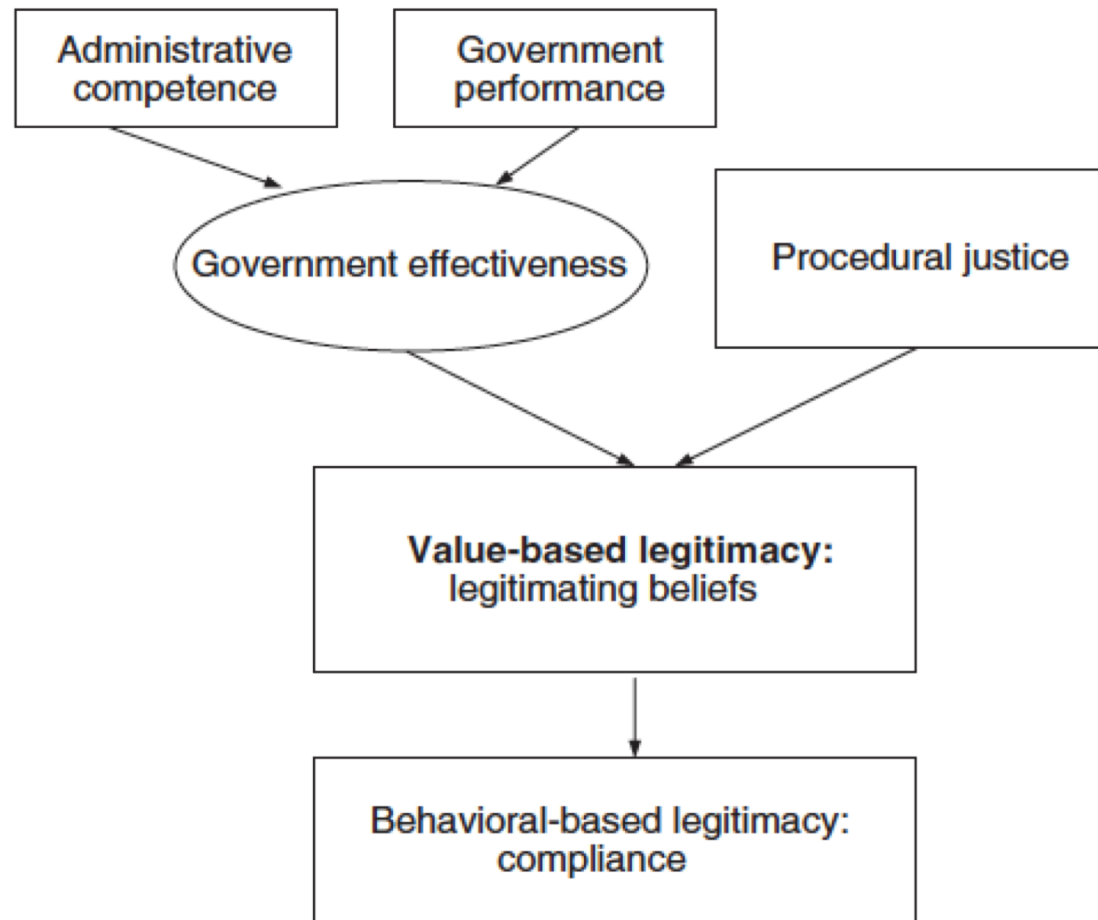 Administrative
competence
Government
performance
Government effectiveness
Procedural justice
Value-based legitimacy:
legitimating beliefs
Behavioral-based legitimacy:
compliance